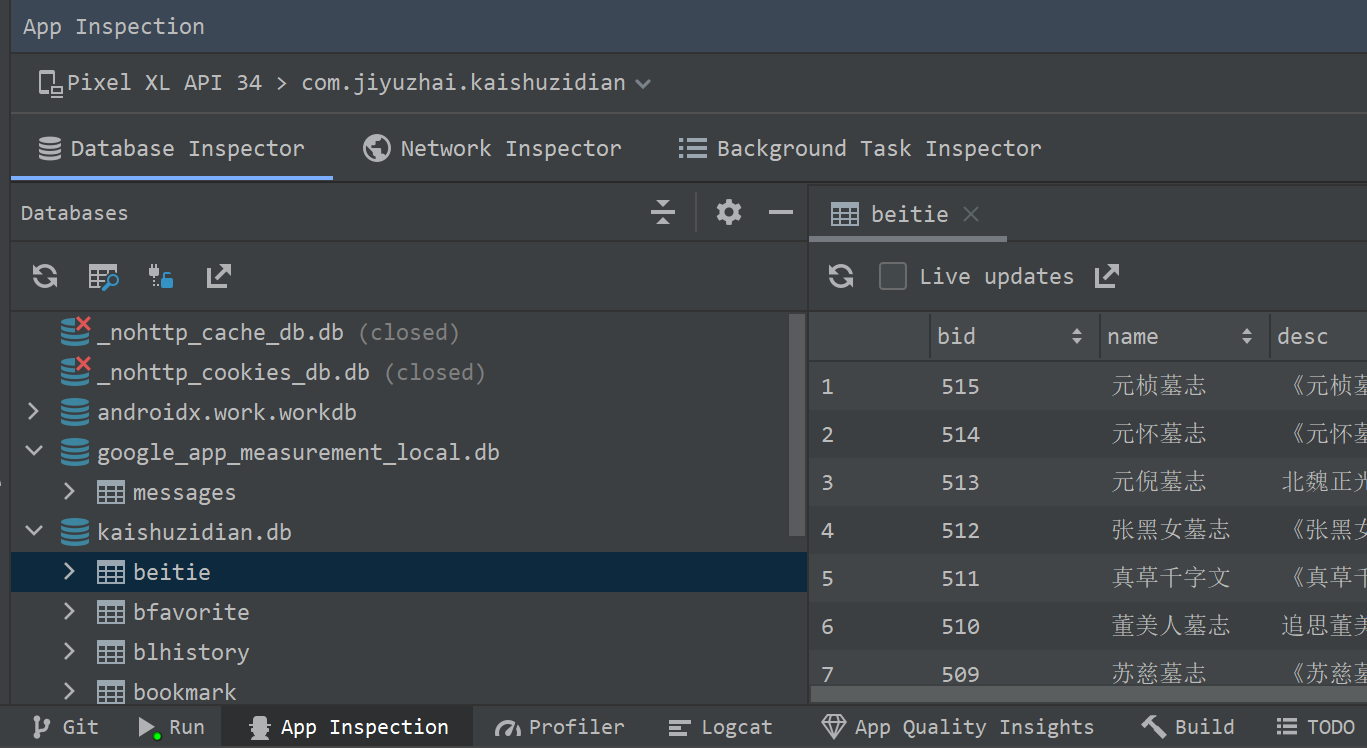 App Inspection
Pixel XL API 34 > com.jiyuzhai.kaishuzidian
Database Inspector Network Inspector Background Task Inspector
Databases
_nohttp_cache_db.db (closed)
_nohttp_cookies_db.db (closed)
androidx.work.workdb
google_app_measurement_local.db
messages
kaishuzidian.db
beitie
bfavorite
blhistory
bookmark
beitie
Live updates
bid name desc
1 515 元桢墓志 《元桢墓
2 514 元怀墓志 《元怀墓
3 513 元倪墓志 北魏正光
4 512 张黑女墓志 《张黑女
5 511 真草千字文 《真草千
6 510 董美人墓志 追思董美
7 509 苏慈墓志 《苏慈墓
Git Run App Inspection Profiler Logcat App Quality Insights Build TODO